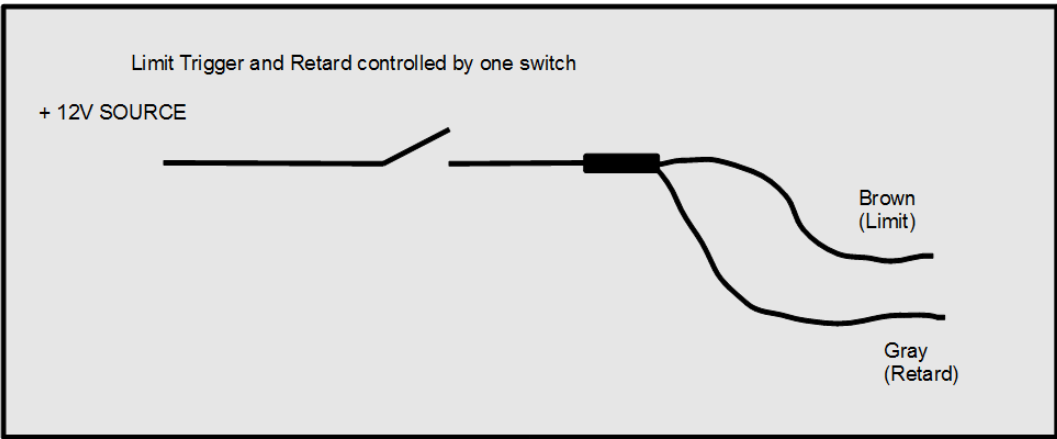 Limit Trigger and Retard controlled by one switch
+ 12V SOURCE
Brown
(Limit)
Gray
(Retard)